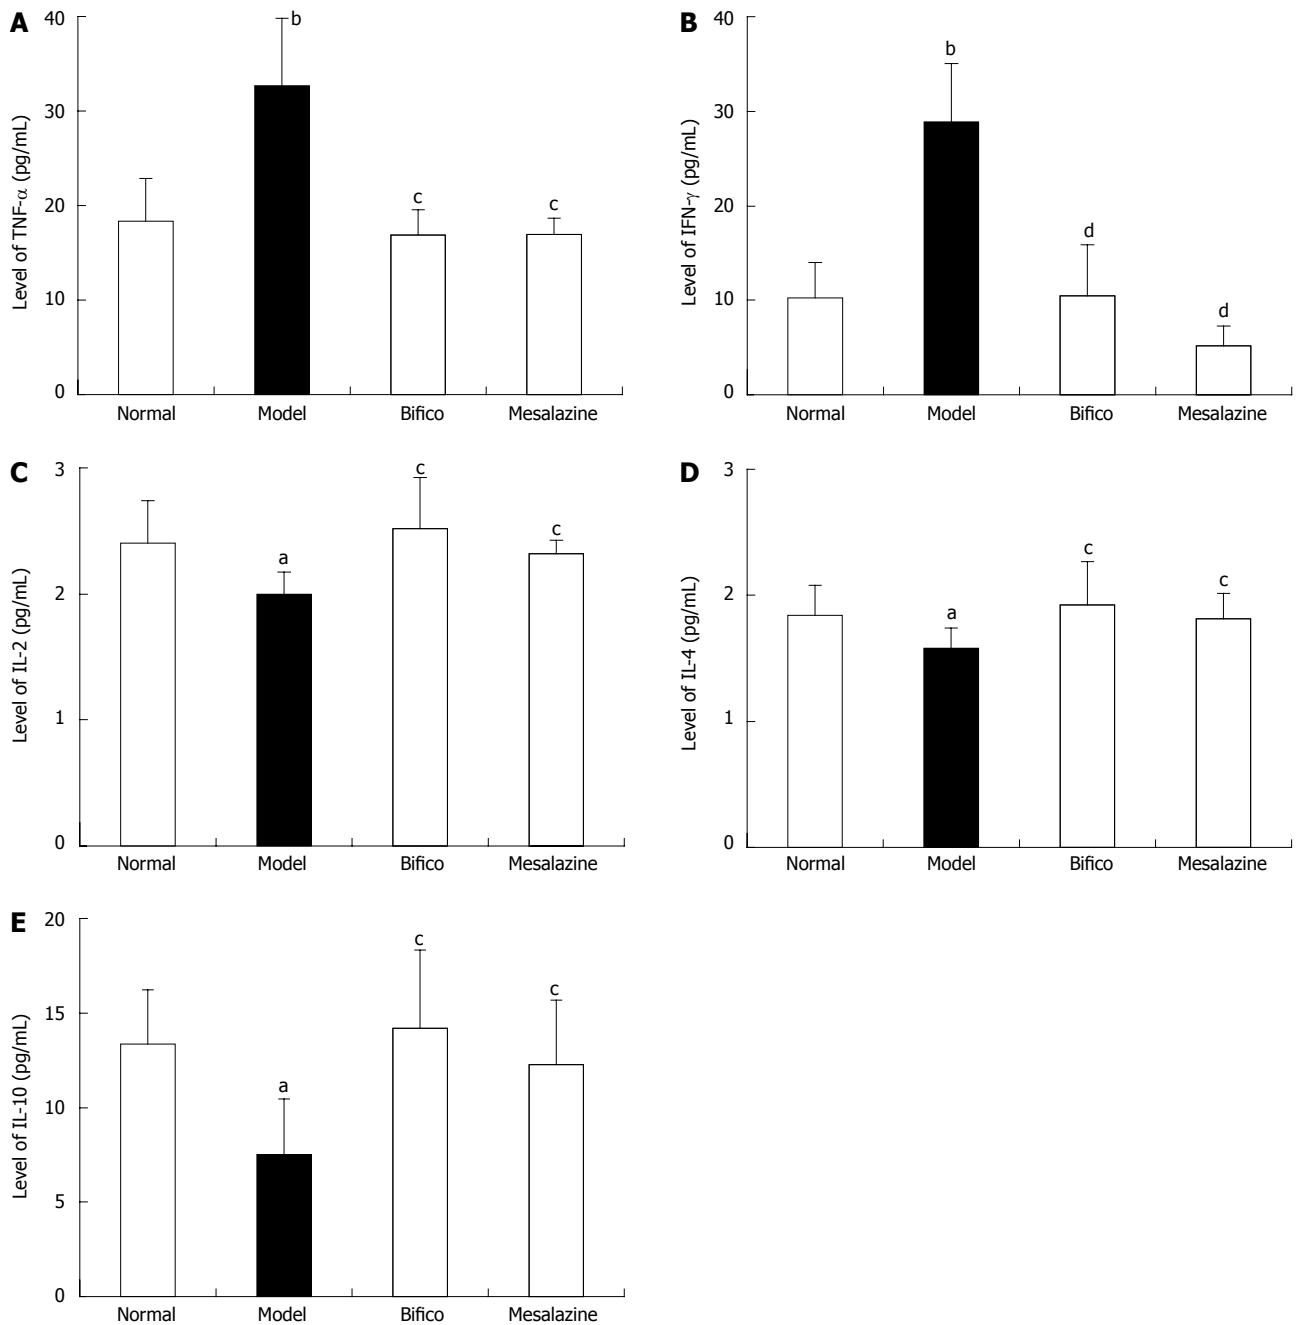 A
Level of TNF-α (pg/mL)
40
30
20
10
0
b
c
c
Normal Model Bifico Mesalazine
B
Level of IFN-γ (pg/mL)
40
30
20
10
0
b
d
d
Normal Model Bifico Mesalazine
C
Level of IL-2 (pg/mL)
3
2
1
0
a
c
c
Normal Model Bifico Mesalazine
D
Level of IL-4 (pg/mL)
3
2
1
0
a
c
c
Normal Model Bifico Mesalazine
E
Level of IL-10 (pg/mL)
20
15
10
5
0
a
c
c
Normal Model Bifico Mesalazine